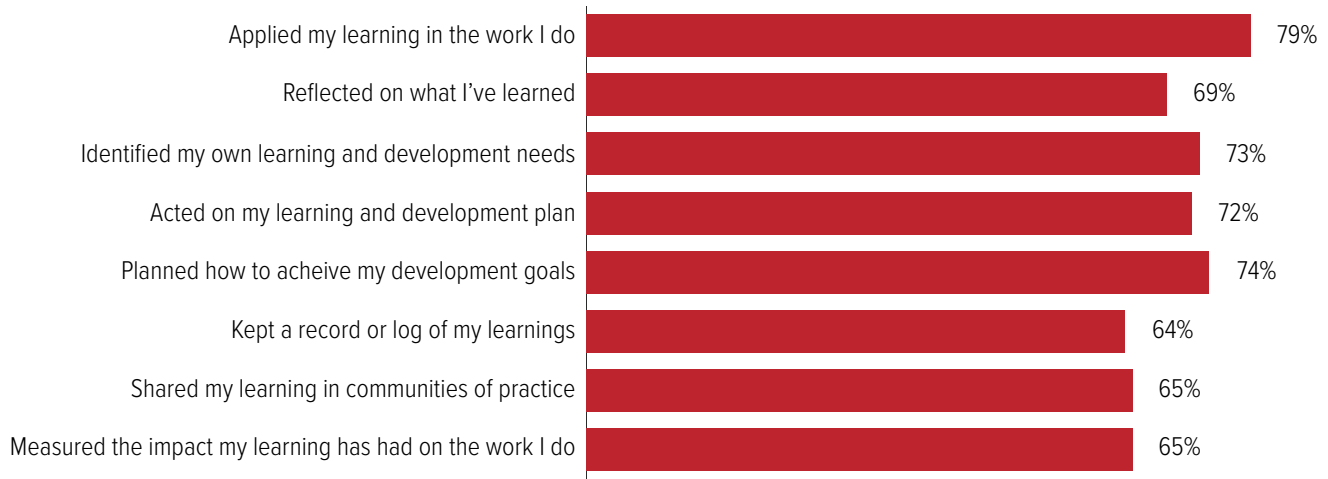 Applied my learning in the work I do 79%
Reflected on what I’ve learned 69%
Identified my own learning and development needs 73%
Acted on my learning and development plan 72%
Planned how to acheive my development goals 74%
Kept a record or log of my learnings 64%
Shared my learning in communities of practice 65%
Measured the impact my learning has had on the work I do 65%